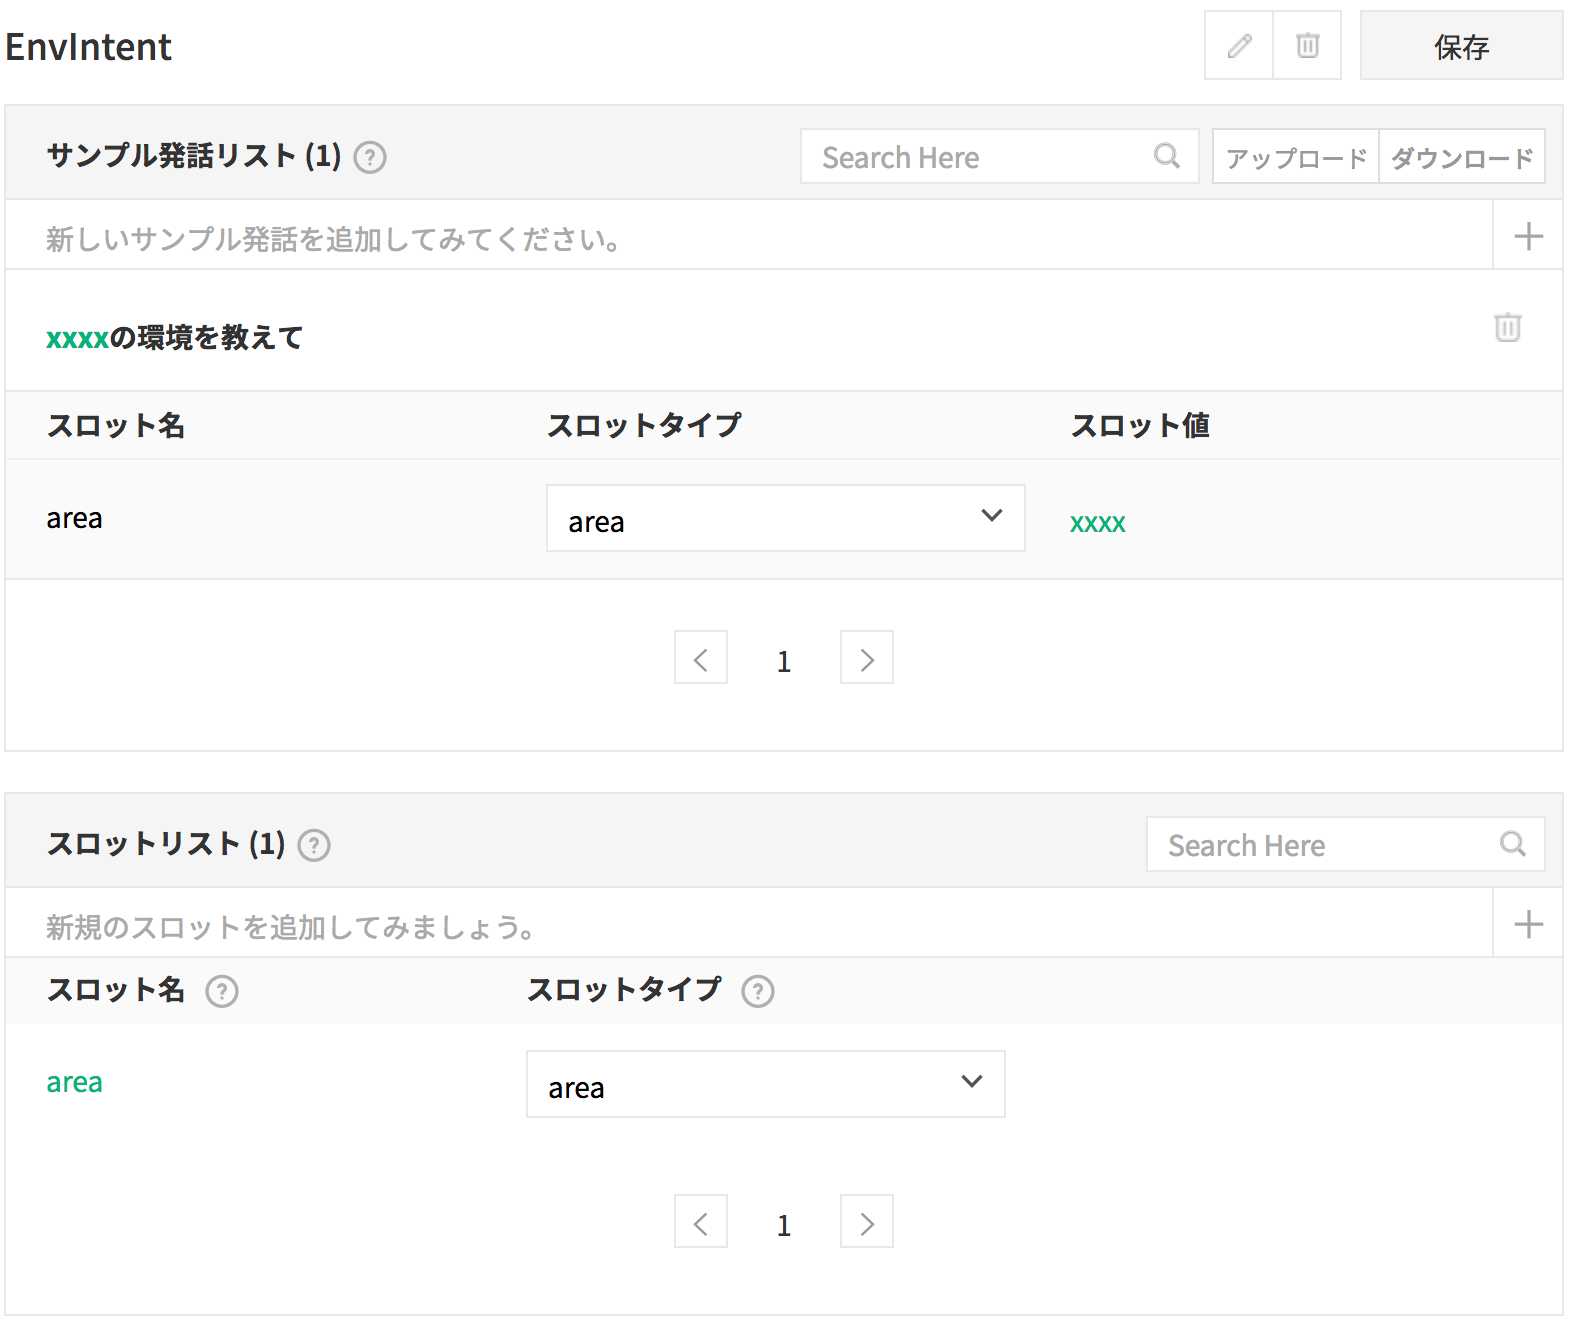 EnvIntent
保存
サンプル発話リスト (1) ?
Search Here
アップロード
ダウンロード
新しいサンプル発話を追加してみてください。
xxxxの環境を教えて
スロット名 スロットタイプ スロット値
area area xxxx
1
スロットリスト (1) ?
Search Here
新規のスロットを追加してみましょう。
スロット名 ? スロットタイプ ?
area area
1